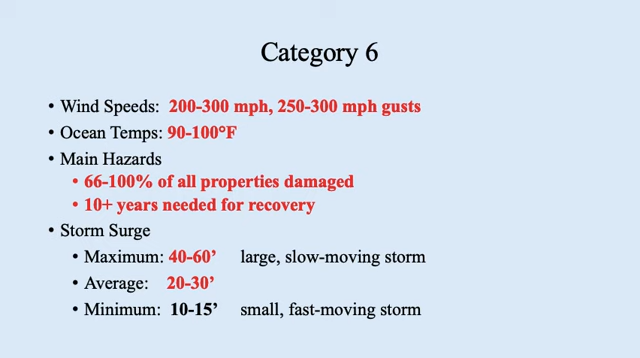 Category 6
• Wind Speeds: 200-300 mph, 250-300 mph gusts
• Ocean Temps: 90-100°F
• Main Hazards
• 66-100% of all properties damaged
• 10+ years needed for recovery
• Storm Surge
• Maximum: 40-60’ large, slow-moving storm
• Average: 20-30’
• Minimum: 10-15’ small, fast-moving storm